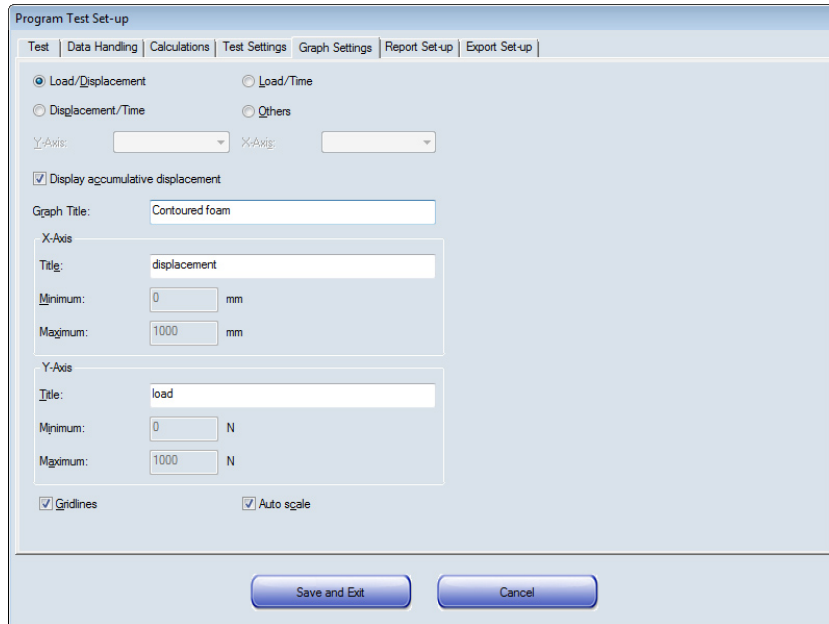 Program Test Set-up
Test Data Handling Calculations Test Settings Graph Settings Report Set-up Export Set-up
Load/Displacement Load/Time
Displacement/Time Others
Y-Axis: X-Axis:
Display accumulative displacement
Graph Title: Contoured foam
X-Axis
Title: displacement
Minimum: 0 mm
Maximum: 1000 mm
Y-Axis
Title: load
Minimum: 0 N
Maximum: 1000 N
Gridlines Auto scale
Save and Exit Cancel